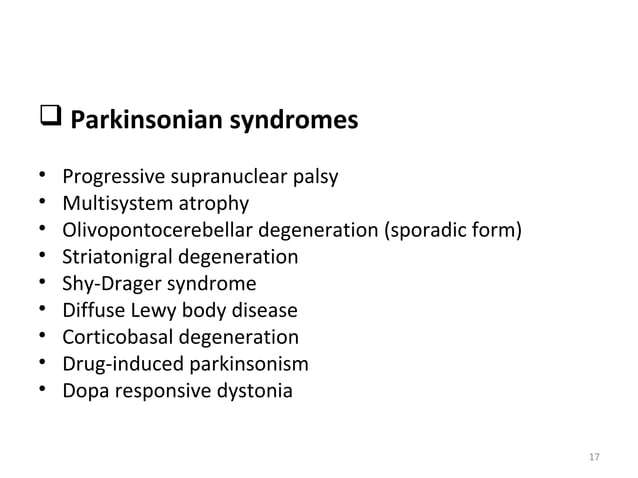 ❑ Parkinsonian syndromes
• Progressive supranuclear palsy
• Multisystem atrophy
• Olivopontocerebellar degeneration (sporadic form)
• Striatonigral degeneration
• Shy-Drager syndrome
• Diffuse Lewy body disease
• Corticobasal degeneration
• Drug-induced parkinsonism
• Dopa responsive dystonia
17